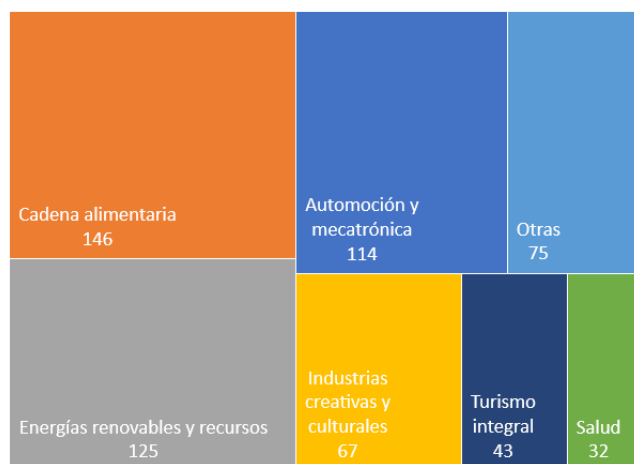 Cadena alimentaria
146
Automoción y
mecatrónica
114
Otras
75
Energías renovables y recursos
125
Industrias
creativas y
culturales
67
Turismo
integral
43
Salud
32